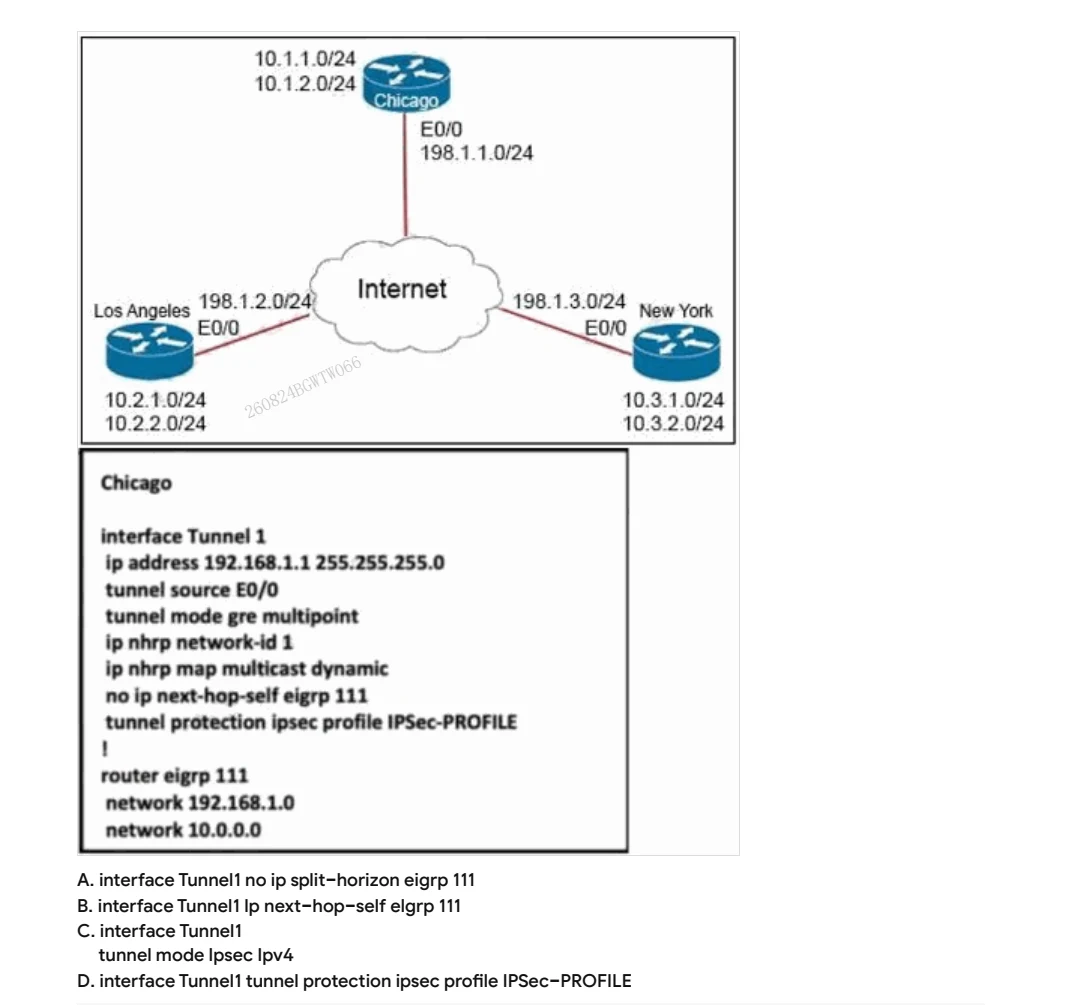 10.1.1.0/24
10.1.2.0/24
Chicago
E0/0
198.1.1.0/24
Internet
Los Angeles
198.1.2.0/24
E0/0
198.1.3.0/24
New York
E0/0
10.2.1.0/24
10.2.2.0/24
260824BGWTW066
10.3.1.0/24
10.3.2.0/24
Chicago
interface Tunnel 1
ip address 192.168.1.1 255.255.255.0
tunnel source E0/0
tunnel mode gre multipoint
ip nhrp network-id 1
ip nhrp map multicast dynamic
no ip next-hop-self eigrp 111
tunnel protection ipsec profile IPSec-PROFILE
!
router eigrp 111
network 192.168.1.0
network 10.0.0.0
A. interface Tunnel1 no ip split-horizon eigrp 111
B. interface Tunnel1 Ip next-hop-self elgrp 111
C. interface Tunnel1
tunnel mode Ipsec Ipv4
D. interface Tunnel1 tunnel protection ipsec profile IPSec-PROFILE